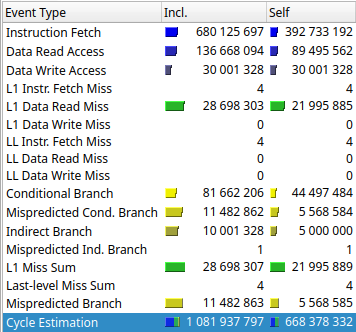 Event Type Incl. Self
Instruction Fetch 680 125 697 392 733 192
Data Read Access 136 668 094 89 495 562
Data Write Access 30 001 328 30 001 328
L1 Instr. Fetch Miss 4 4
L1 Data Read Miss 28 698 303 21 995 885
L1 Data Write Miss 0 0
LL Instr. Fetch Miss 4 4
LL Data Read Miss 0 0
LL Data Write Miss 0 0
Conditional Branch 81 662 206 44 497 484
Mispredicted Cond. Branch 11 482 862 5 568 584
Indirect Branch 10 001 328 5 000 000
Mispredicted Ind. Branch 1 1
L1 Miss Sum 28 698 307 21 995 889
Last-level Miss Sum 4 4
Mispredicted Branch 11 482 863 5 568 585
Cycle Estimation 1 081 937 797 668 378 332